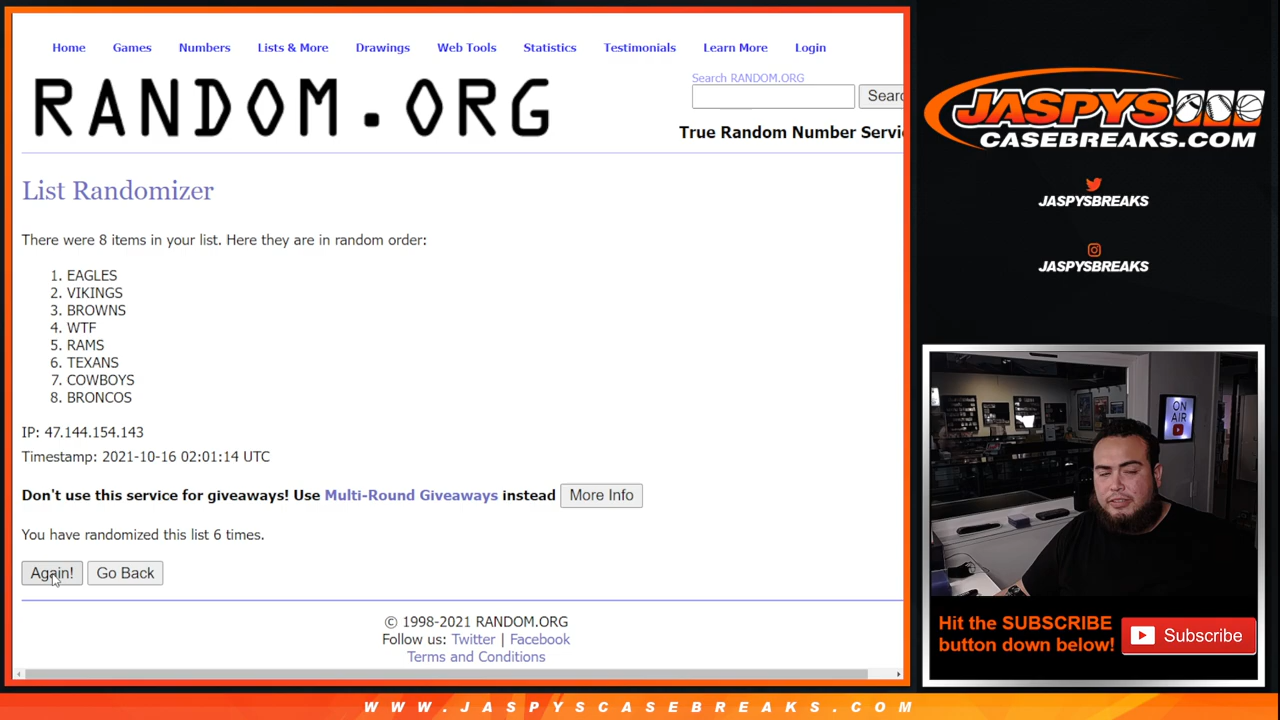 Home Games Numbers Lists & More Drawings Web Tools Statistics Testimonials Learn More Login
RANDOM.ORG
Search RANDOM.ORG
Searc
True Random Number Servi
List Randomizer
There were 8 items in your list. Here they are in random order:
1. EAGLES
2. VIKINGS
3. BROWNS
4. WTF
5. RAMS
6. TEXANS
7. COWBOYS
8. BRONCOS
IP: 47.144.154.143
Timestamp: 2021-10-16 02:01:14 UTC
Don't use this service for giveaways! Use Multi-Round Giveaways instead More Info
You have randomized this list 6 times.
Again! Go Back
© 1998-2021 RANDOM.ORG
Follow us: Twitter | Facebook
Terms and Conditions
JASPYS
CASEBREAKS.COM
JASPYSBREAKS
JASPYSBREAKS
ON
AIR
Hit the SUBSCRIBE
button down below!
Subscribe
WWW.JASPYSCASEBREAKS.COM